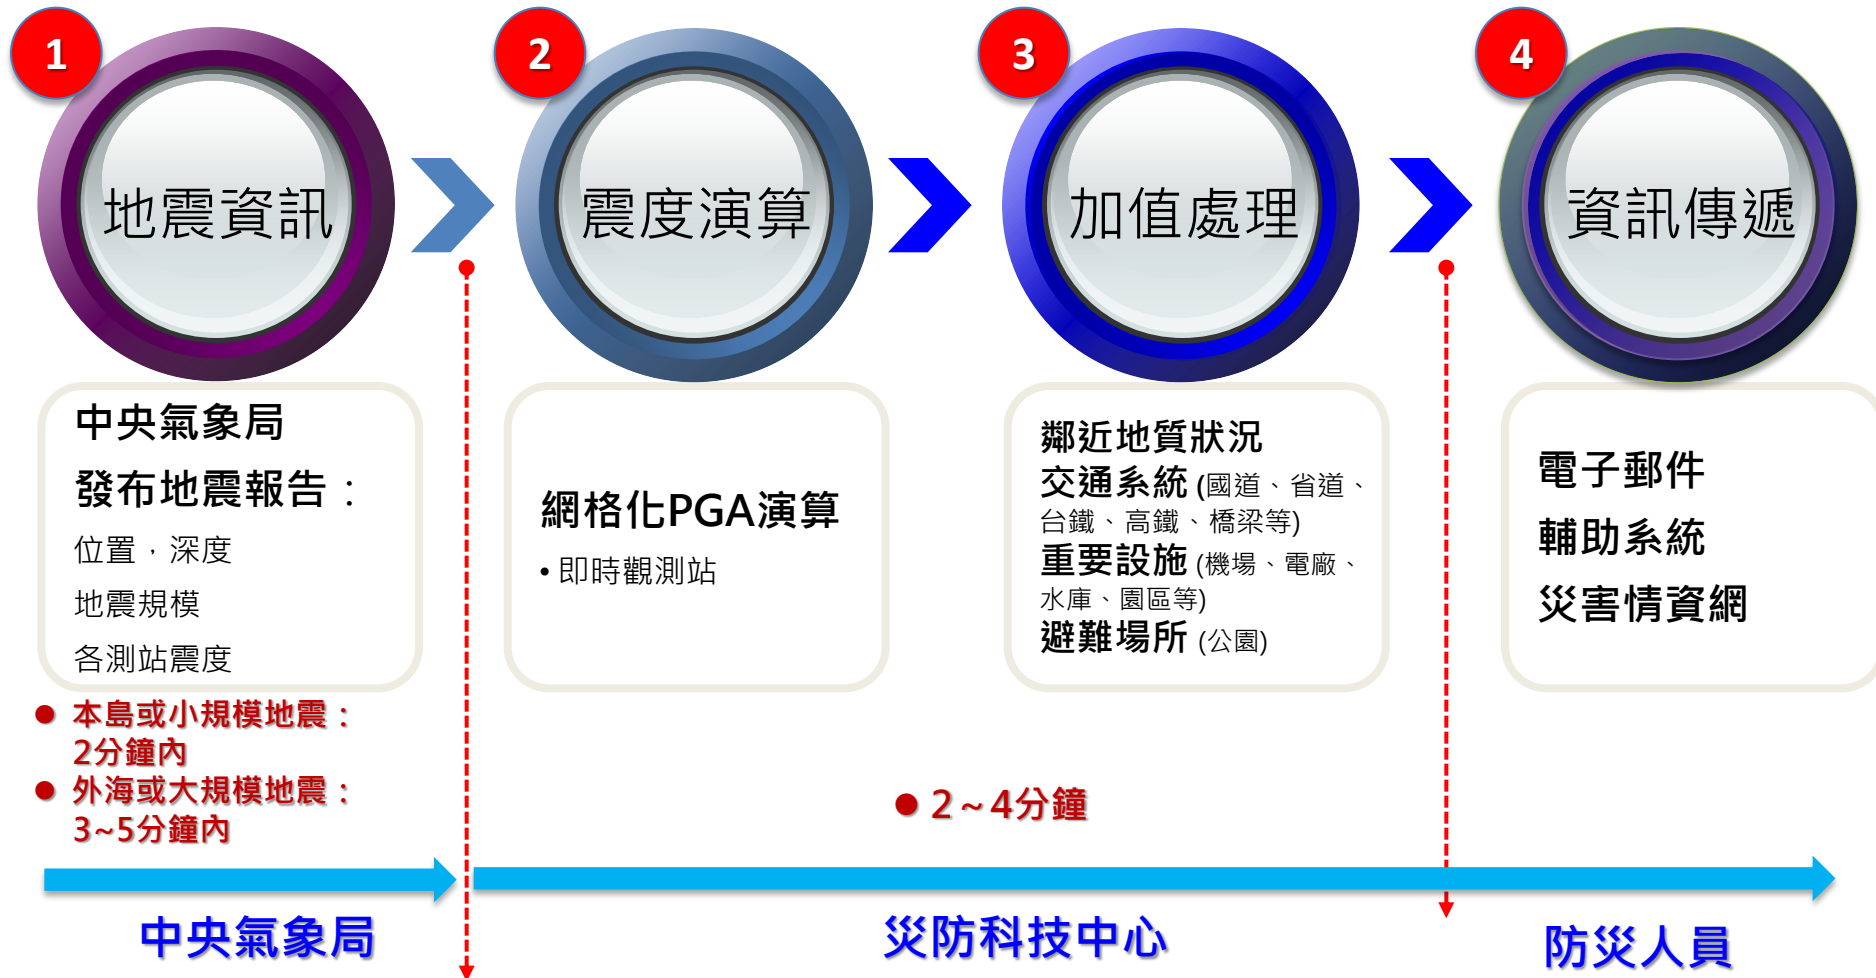 1
地震資訊
中央氣象局
發布地震報告：
位置，深度
地震規模
各測站震度
● 本島或小規模地震：
2分鐘內
● 外海或大規模地震：
3~5分鐘內
中央氣象局
2
震度演算
網格化PGA演算
• 即時觀測站
3
加值處理
鄰近地質狀況
交通系統 (國道、省道、
台鐵、高鐵、橋梁等)
重要設施 (機場、電廠、
水庫、園區等)
避難場所 (公園)
● 2~4分鐘
災防科技中心
4
資訊傳遞
電子郵件
輔助系統
災害情資網
防災人員